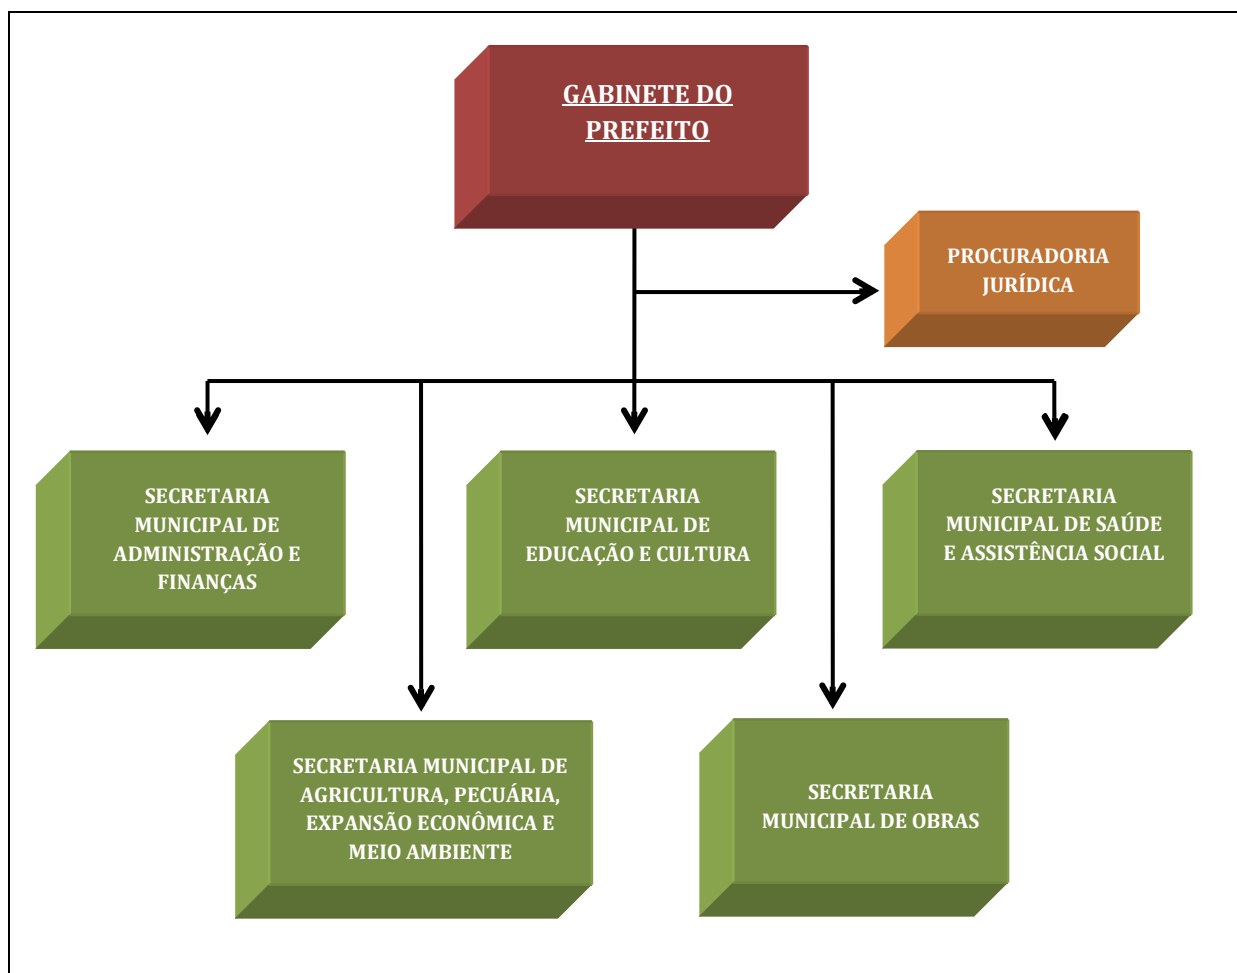 GABINETE DO
PREFEITO
PROCURADORIA
JURÍDICA
SECRETARIA
MUNICIPAL DE
ADMINISTRAÇÃO E
FINANÇAS
SECRETARIA
MUNICIPAL DE
EDUCAÇÃO E CULTURA
SECRETARIA
MUNICIPAL DE SAÚDE
E ASSISTÊNCIA SOCIAL
SECRETARIA MUNICIPAL DE
AGRICULTURA, PECUÁRIA,
EXPANSÃO ECONÔMICA E
MEIO AMBIENTE
SECRETARIA
MUNICIPAL DE OBRAS